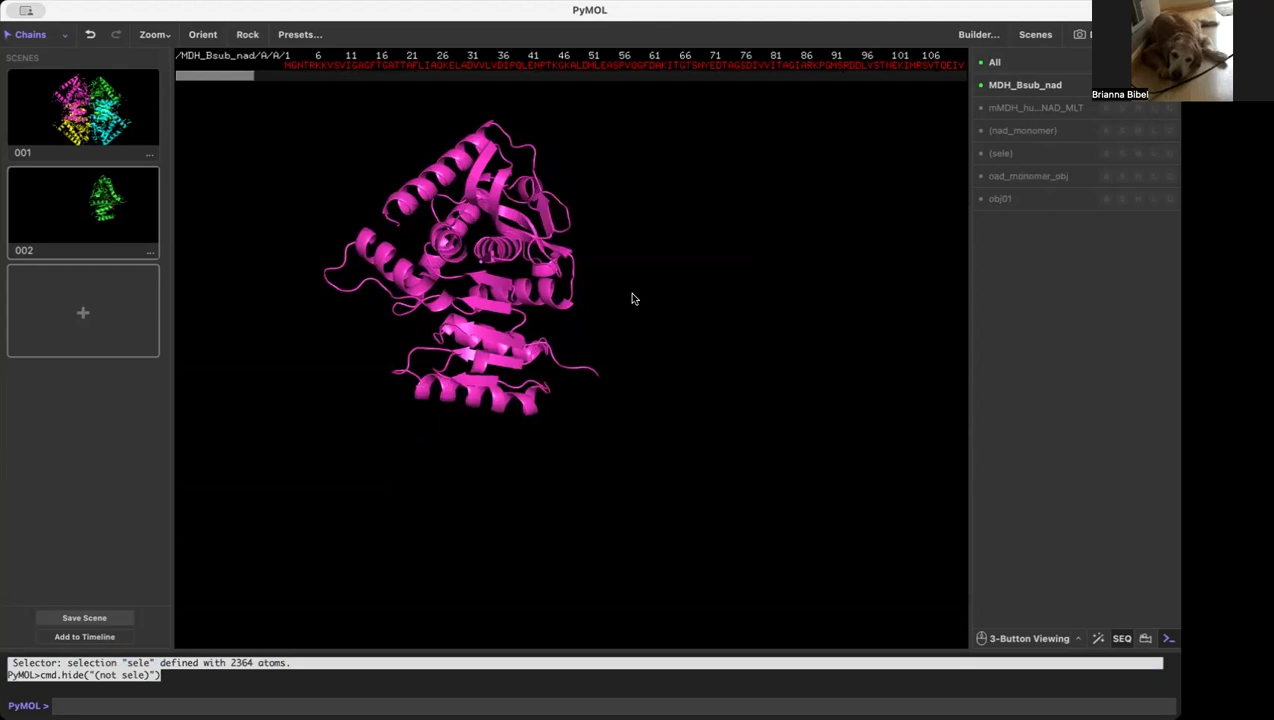 PyMOL
Chains
Zoom
Orient
Rock
Presets...
Builder...
Scenes
SCENES
/MDH_Bsub_nad/A/A/1 6 11 16 21 26 31 36 41 46 51 56 61 66 71 76 81 86 91 96 101 106
All
MDH_Bsub_nad
Brianna Bibel
mMDH_hu...NAD_MLT
(nad_monomer)
(sele)
oad_monomer_obj
obj01
001
...
002
...
+
Save Scene
Add to Timeline
3-Button Viewing
SEQ
Selector: selection "sele" defined with 2364 atoms.
PyMOL>cmd.hide("(not sele)")
PyMOL >